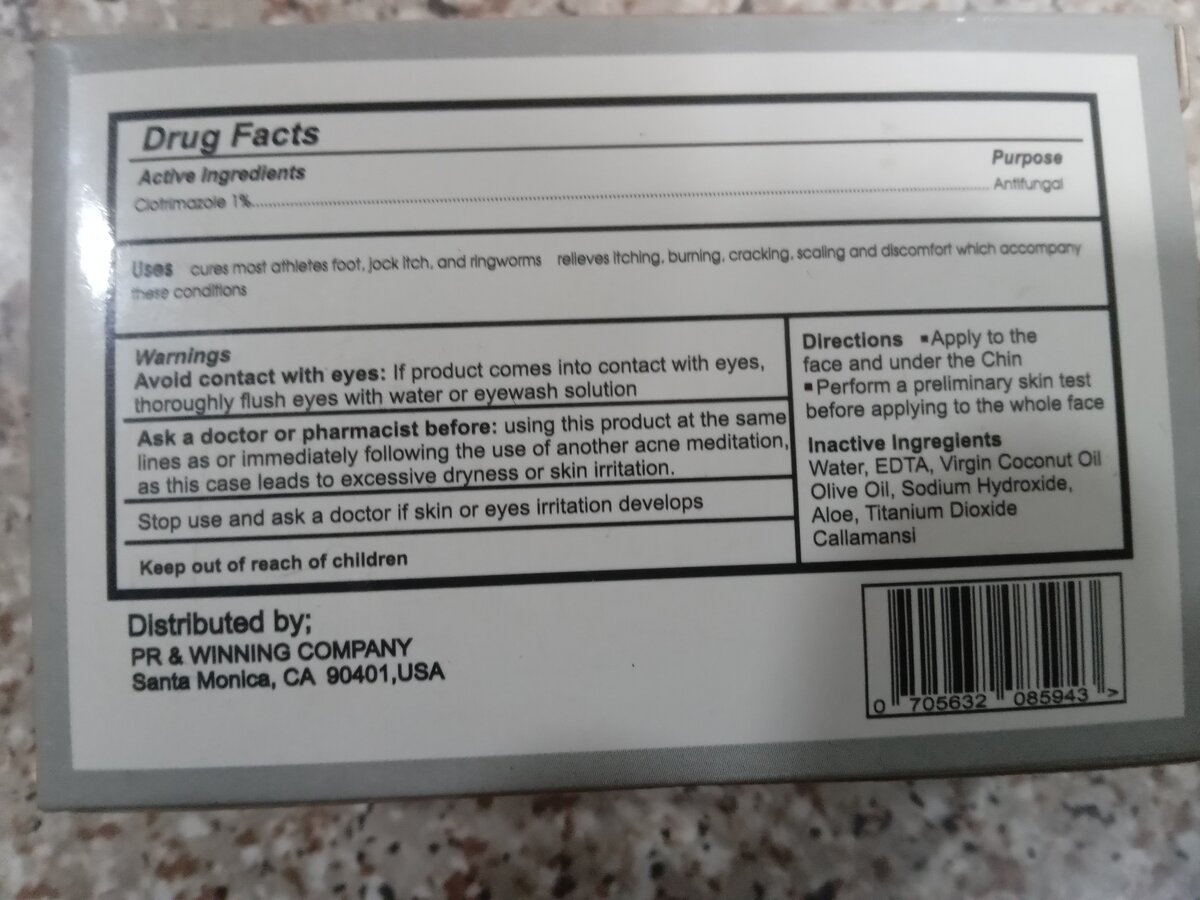 Drug Facts
Active Ingredients Purpose
Clotrimazole 1%........................ Antifungal
Uses cures most athletes foot, jock itch, and ringworms relieves itching, burning, cracking, scaling and discomfort which accompany
these conditions
Warnings
Avoid contact with eyes: If product comes into contact with eyes,
thoroughly flush eyes with water or eyewash solution
Ask a doctor or pharmacist before: using this product at the same
lines as or immediately following the use of another acne meditation,
as this case leads to excessive dryness or skin irritation.
Stop use and ask a doctor if skin or eyes irritation develops
Keep out of reach of children
Directions ▪Apply to the
face and under the Chin
▪Perform a preliminary skin test
before applying to the whole face
Inactive Ingregients
Water, EDTA, Virgin Coconut Oil
Olive Oil, Sodium Hydroxide,
Aloe, Titanium Dioxide
Callamansi
Distributed by;
PR & WINNING COMPANY
Santa Monica, CA 90401,USA
0 705632 085943 >